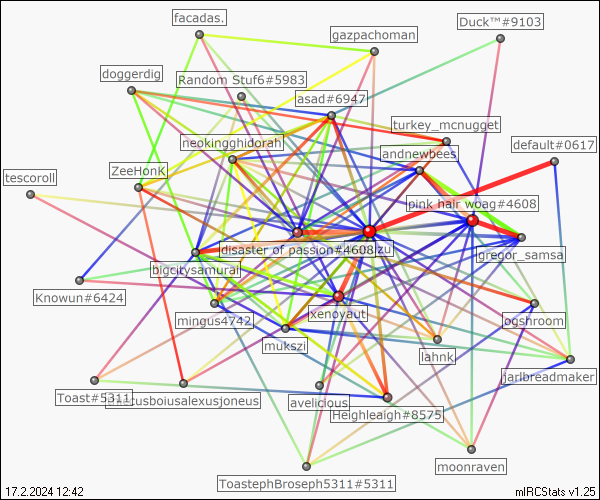 facadas.
Duck™#9103
gazpachoman
doggerdig
Random Stuf6#5983
asad#6947
turkey_mcnugget
neokingghidorah
default#0617
andnewbees
tescoroll
ZeeHonK
pink hair woag#4608
disaster of passion#4608
zu
gregor_samsa
bigcitysamurai
Knowun#6424
mingus4742
xenoyaut
ogshroom
mukszi
lahnk
jarlbreadmaker
Toast#5311
cusboiusalexusjoneus
avelicious
Heighleaigh#8575
moonraven
ToastephBroseph5311#5311
17.2.2024 12:42
mIRCStats v1.25